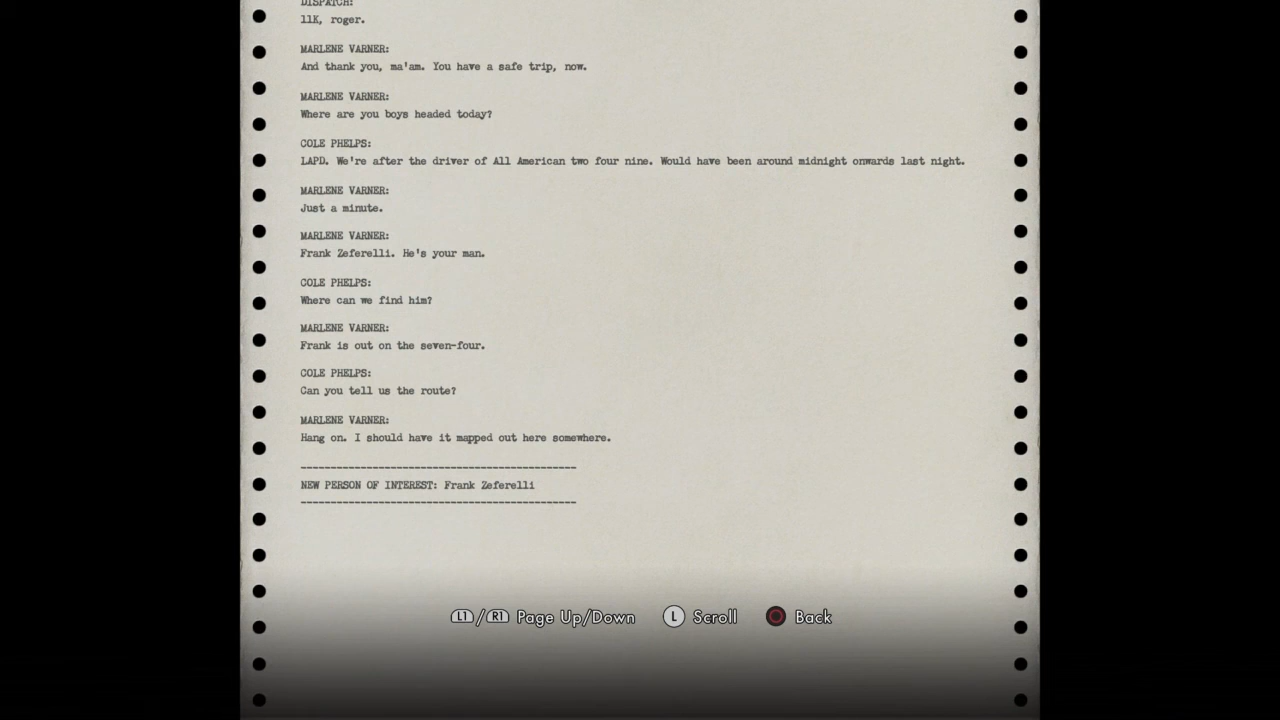 DISPATCH:
11K, roger.
MARLENE VARNER:
And thank you, ma'am. You have a safe trip, now.
MARLENE VARNER:
Where are you boys headed today?
COLE PHELPS:
LAPD. We're after the driver of All American two four nine. Would have been around midnight onwards last night.
MARLENE VARNER:
Just a minute.
MARLENE VARNER:
Frank Zeferelli. He's your man.
COLE PHELPS:
Where can we find him?
MARLENE VARNER:
Frank is out on the seven-four.
COLE PHELPS:
Can you tell us the route?
MARLENE VARNER:
Hang on. I should have it mapped out here somewhere.
----------------------------------------------
NEW PERSON OF INTEREST: Frank Zeferelli
----------------------------------------------
L1/R1 Page Up/Down L Scroll Back